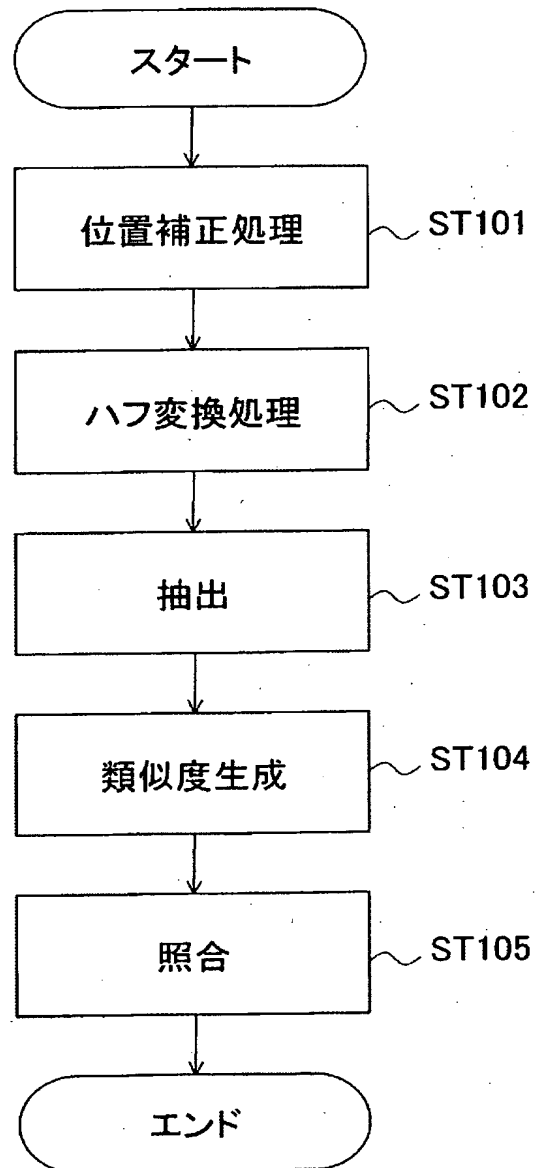 スタート
位置補正処理 ST101
ハフ変換処理 ST102
抽出 ST103
類似度生成 ST104
照合 ST105
エンド